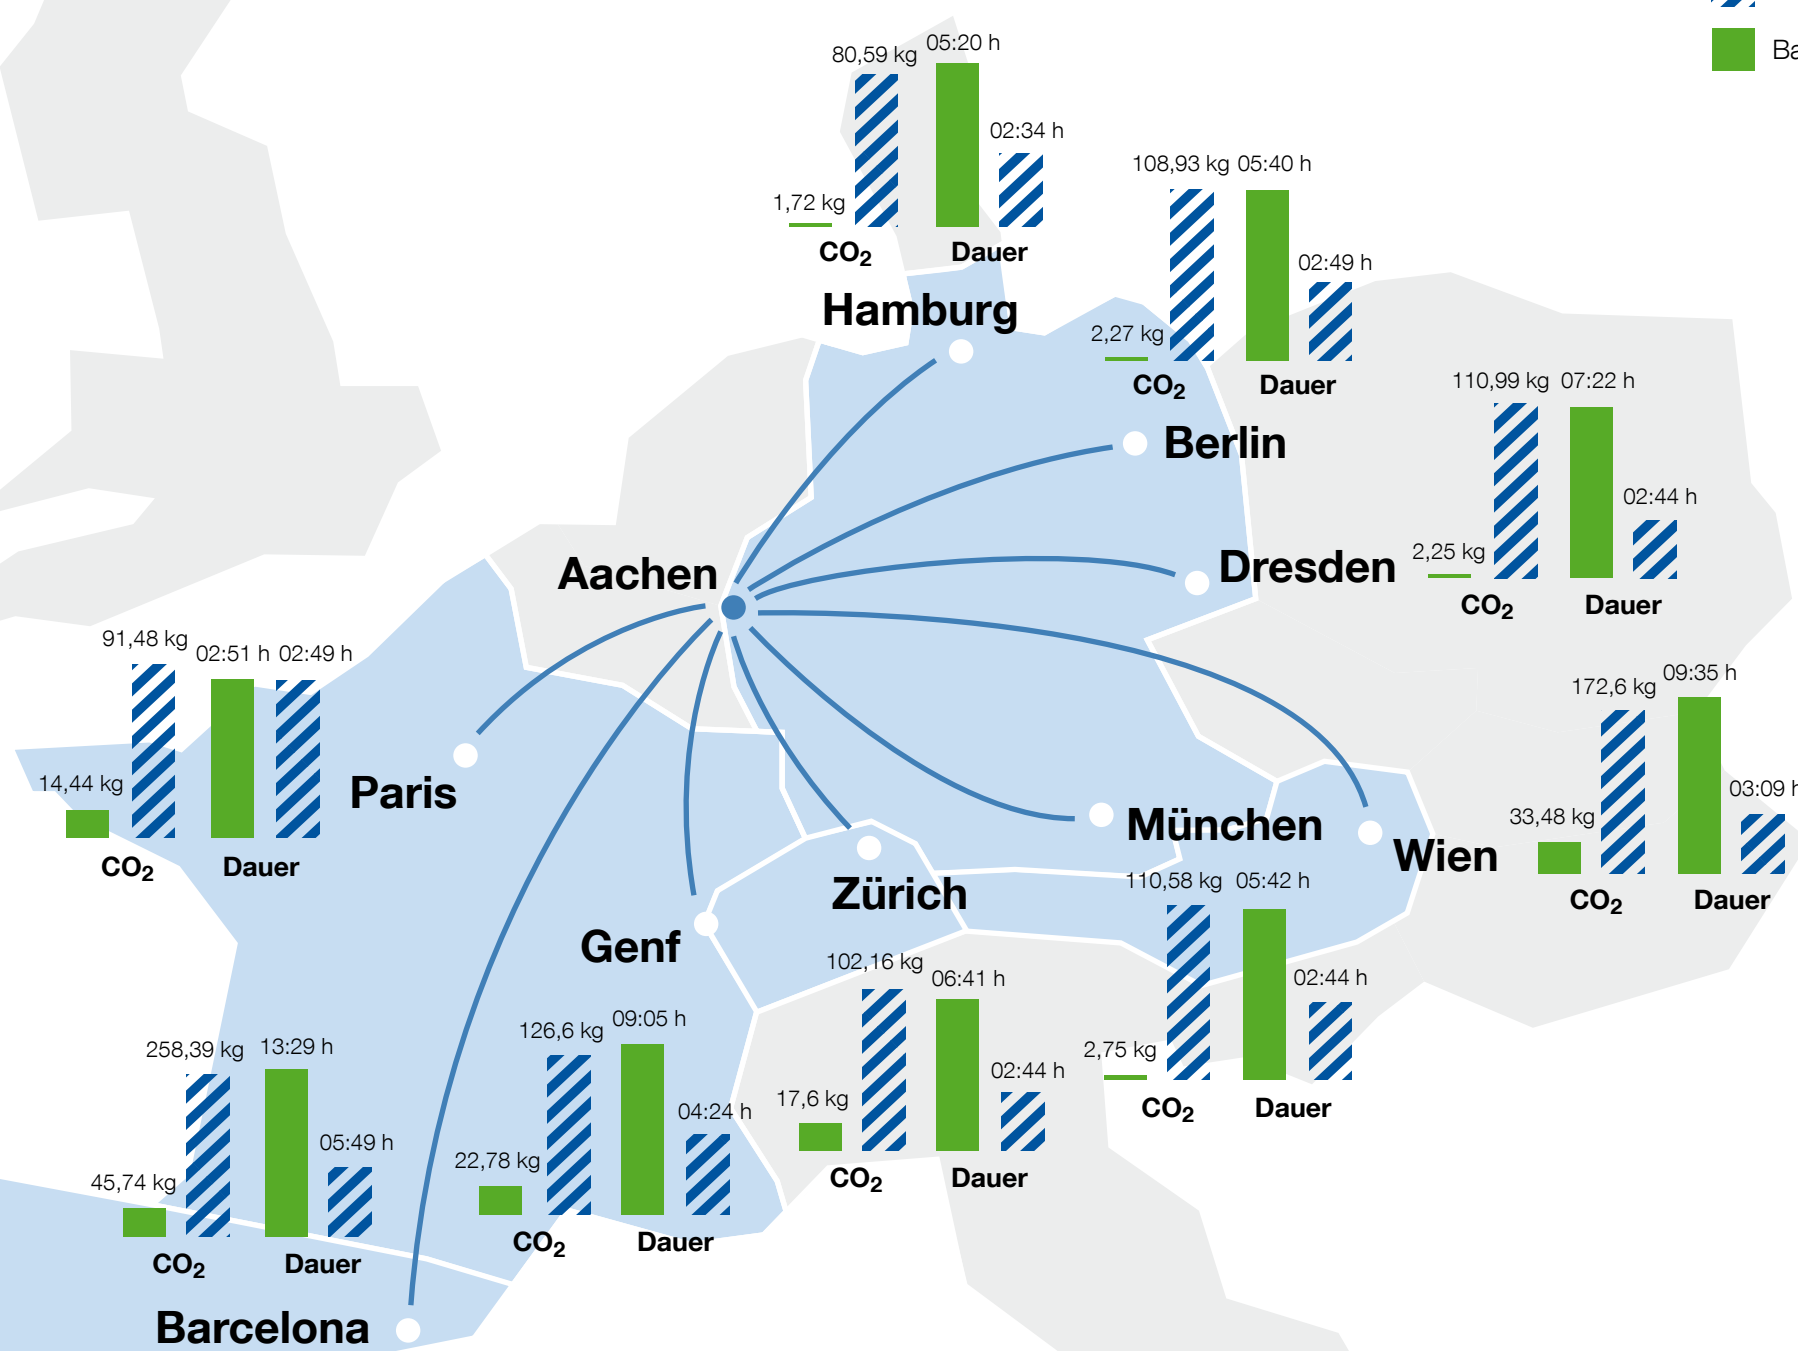 Ba
80,59 kg 05:20 h
02:34 h
1,72 kg
CO2 Dauer
Hamburg
108,93 kg 05:40 h
02:49 h
2,27 kg
CO2 Dauer
Berlin
110,99 kg 07:22 h
02:44 h
2,25 kg
CO2 Dauer
Dresden
Aachen
91,48 kg 02:51 h 02:49 h
14,44 kg
CO2 Dauer
Paris
172,6 kg 09:35 h
03:09 h
33,48 kg
CO2 Dauer
Wien
München
110,58 kg 05:42 h
02:44 h
2,75 kg
CO2 Dauer
Zürich
102,16 kg 06:41 h
02:44 h
17,6 kg
CO2 Dauer
Genf
126,6 kg 09:05 h
04:24 h
22,78 kg
CO2 Dauer
258,39 kg 13:29 h
05:49 h
45,74 kg
CO2 Dauer
Barcelona